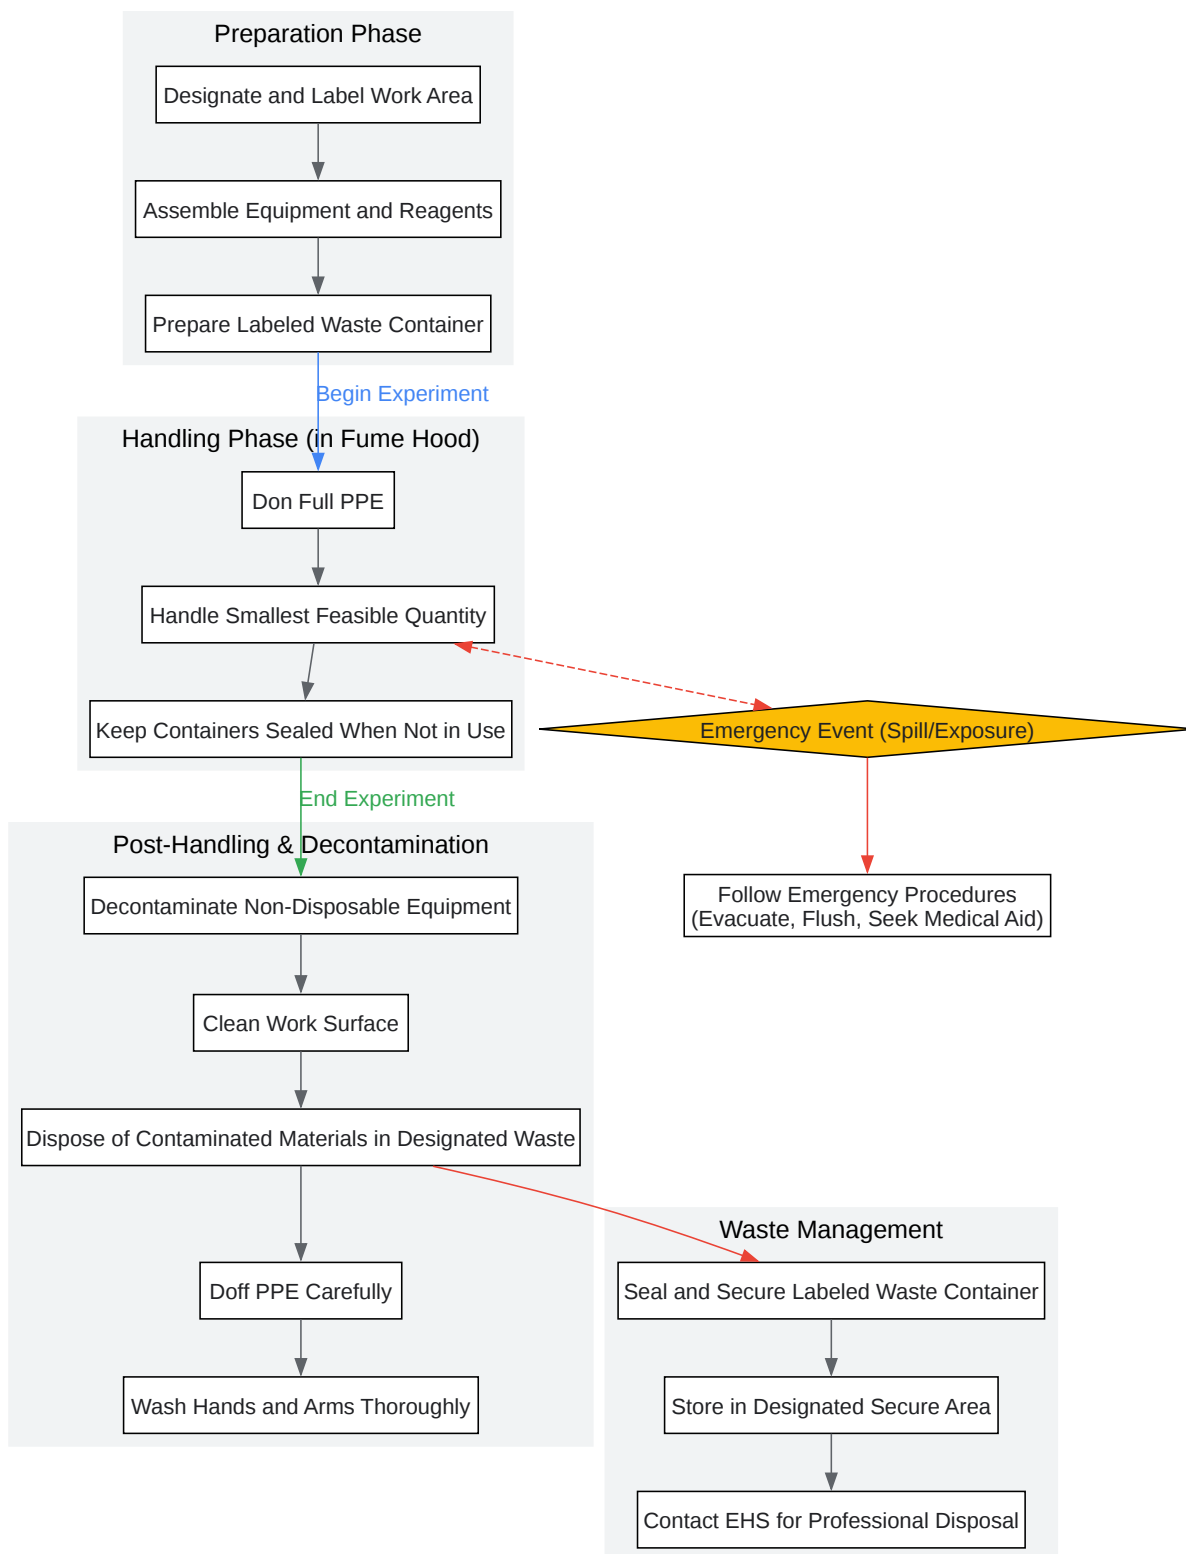 Preparation Phase
Designate and Label Work Area
Assemble Equipment and Reagents
Prepare Labeled Waste Container
Begin Experiment
Handling Phase (in Fume Hood)
Don Full PPE
Handle Smallest Feasible Quantity
Keep Containers Sealed When Not in Use
Emergency Event (Spill/Exposure)
End Experiment
Post-Handling & Decontamination
Decontaminate Non-Disposable Equipment
Follow Emergency Procedures
(Evacuate, Flush, Seek Medical Aid)
Clean Work Surface
Dispose of Contaminated Materials in Designated Waste
Doff PPE Carefully
Wash Hands and Arms Thoroughly
Waste Management
Seal and Secure Labeled Waste Container
Store in Designated Secure Area
Contact EHS for Professional Disposal